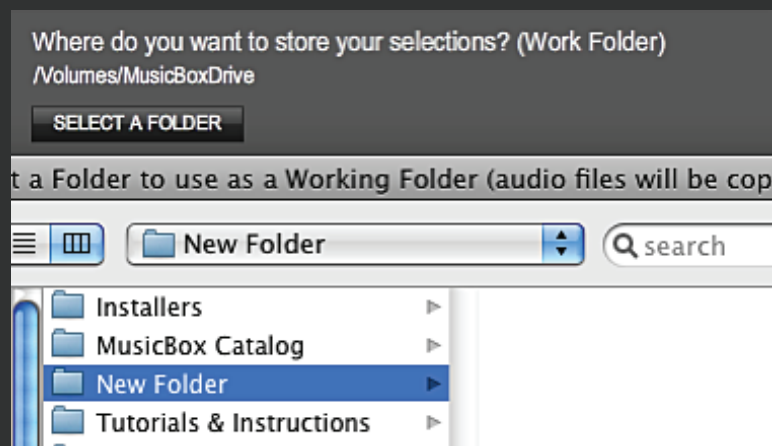 Where do you want to store your selections? (Work Folder)
/Volumes/MusicBoxDrive
SELECT A FOLDER
t a Folder to use as a Working Folder (audio files will be cop
New Folder
search
Installers
MusicBox Catalog
New Folder
Tutorials & Instructions